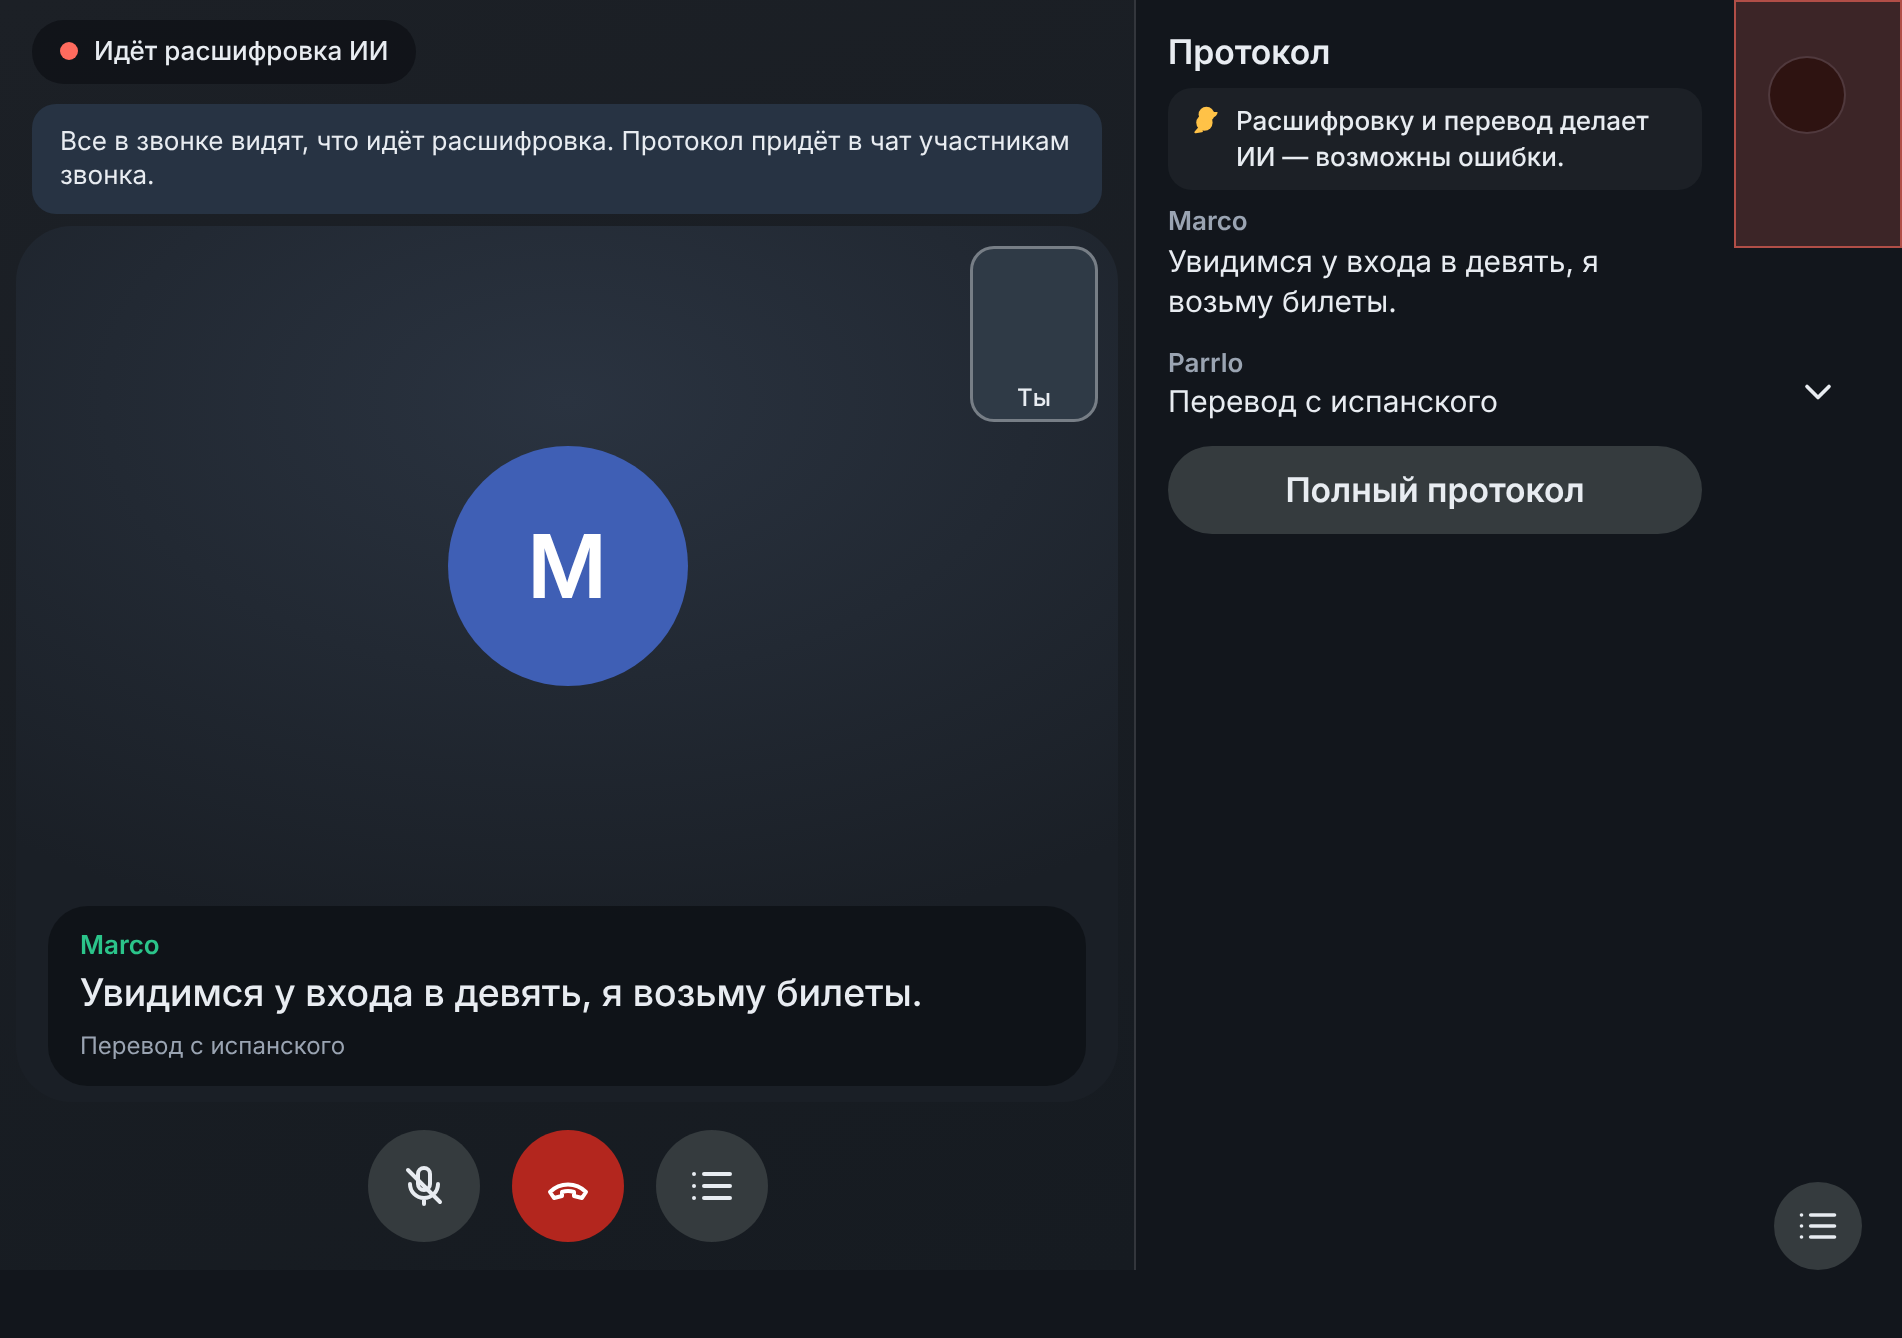 Идёт расшифровка ИИ
Все в звонке видят, что идёт расшифровка. Протокол придёт в чат участникам
звонка.
Ты
M
Marco
Увидимся у входа в девять, я возьму билеты.
Перевод с испанского
Протокол
Расшифровку и перевод делает
ИИ — возможны ошибки.
Marco
Увидимся у входа в девять, я
возьму билеты.
Parrlo
Перевод с испанского
Полный протокол